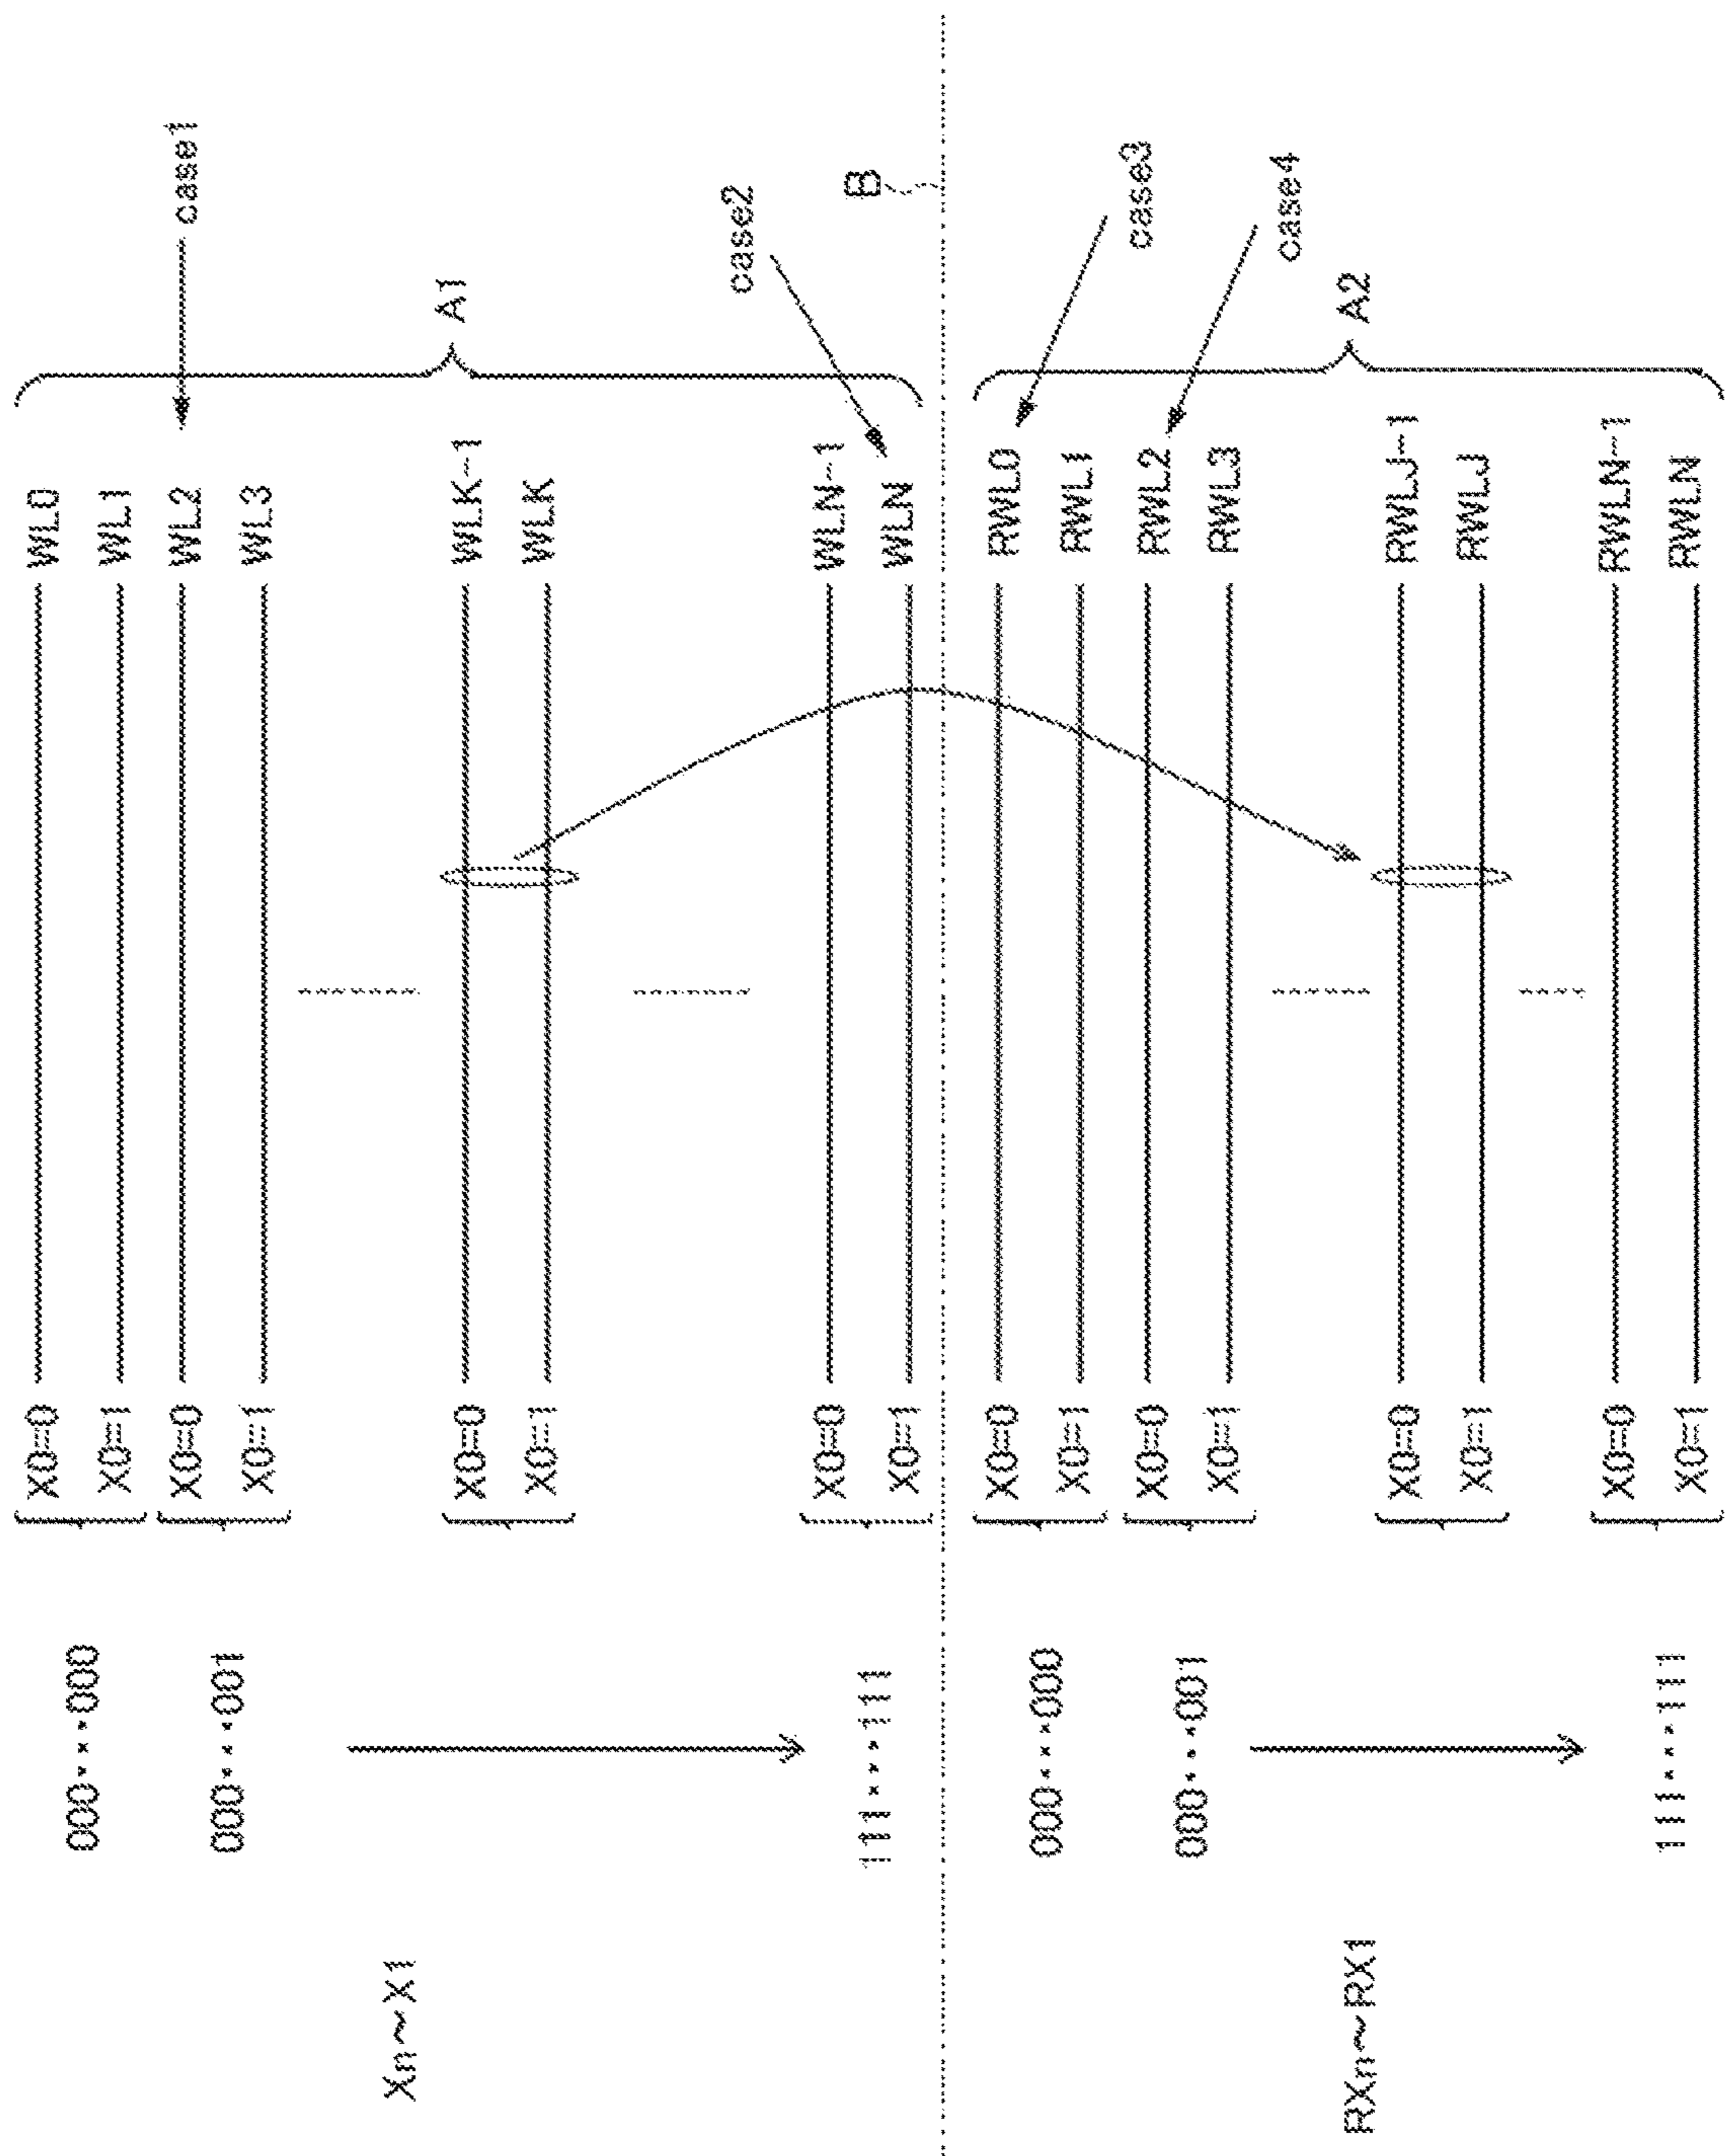 X0=0 WL0
000···000
X0=1 WL1
X0=0 WL2 case1
000···001
X0=1 WL3
Xn~X1
A1
X0=0 WLK-1
X0=1 WLK
case2
X0=0 WLN-1
111···111
X0=1 WLN
B
X0=0 RWL0
000···000
X0=1 RWL1
case3
X0=0 RWL2
000···001
X0=1 RWL3
case4
RXn~RX1
A2
X0=0 RWLJ-1
X0=1 RWLJ
X0=0 RWLN-1
111···111
X0=1 RWLN